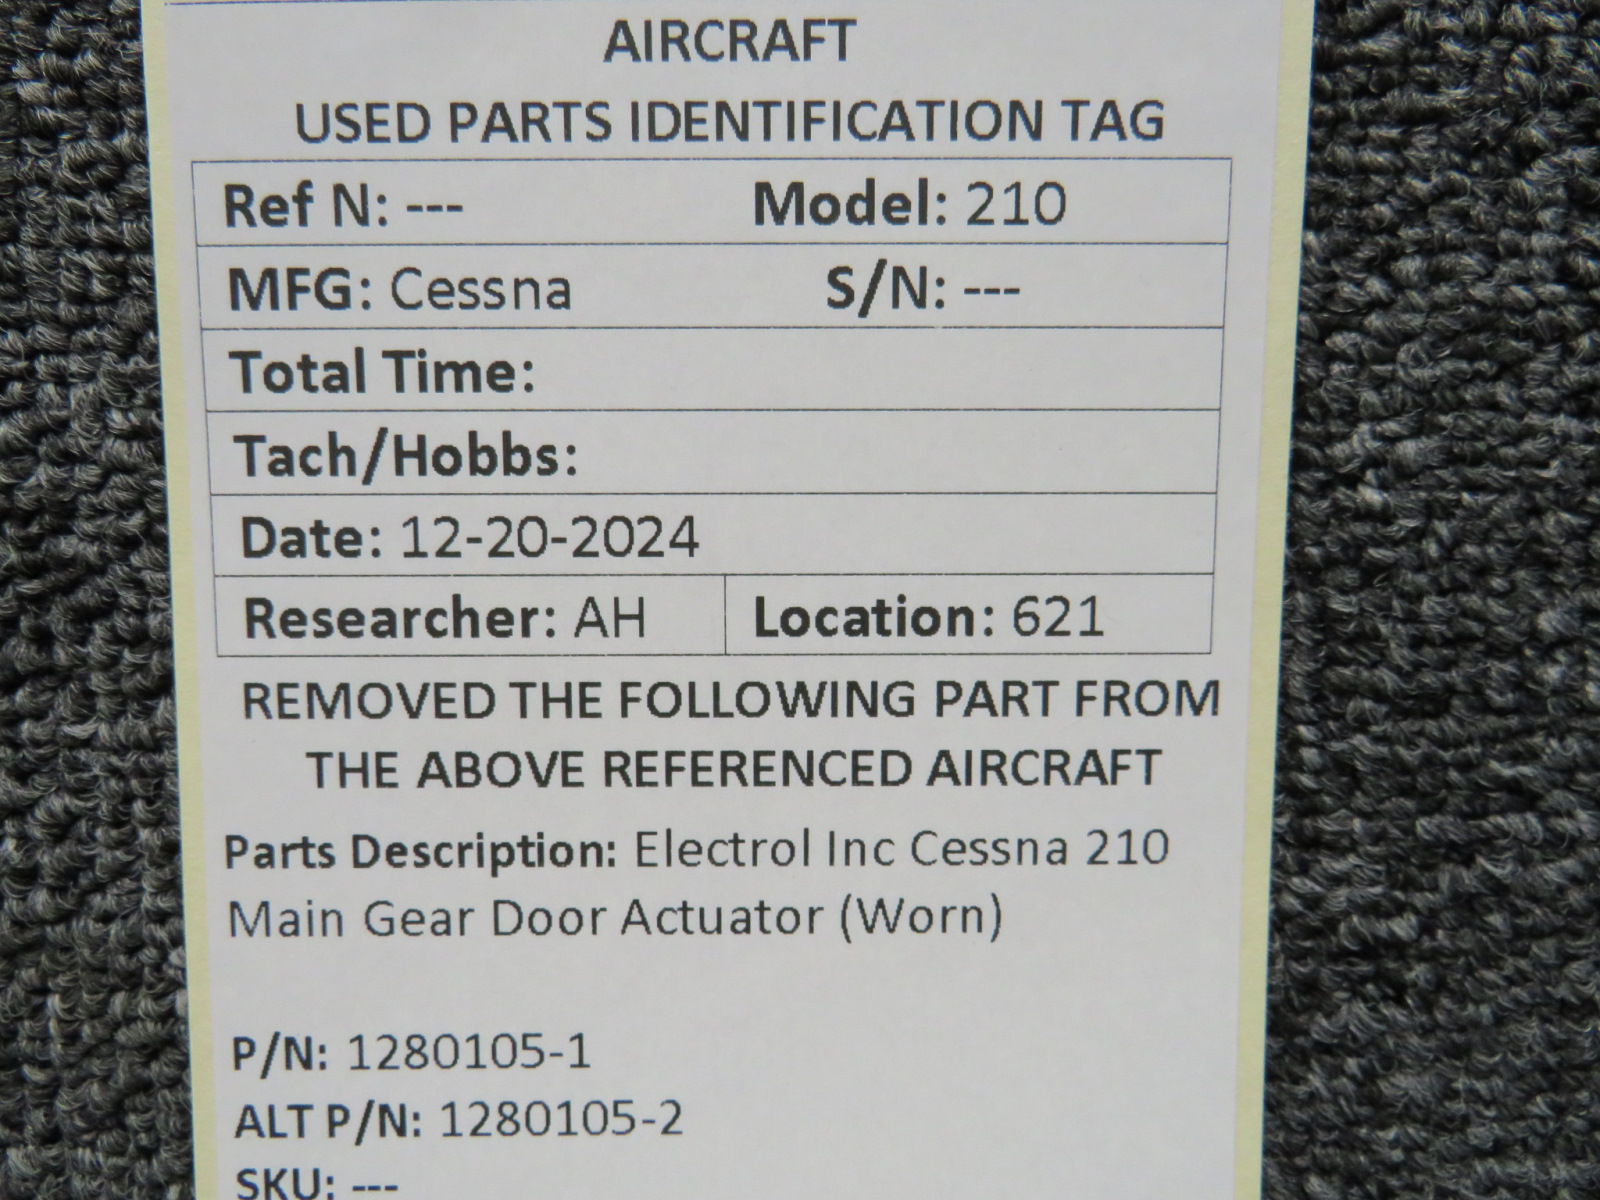 AIRCRAFT
USED PARTS IDENTIFICATION TAG
Ref N: --- Model: 210
MFG: Cessna S/N: ---
Total Time:
Tach/Hobbs:
Date: 12-20-2024
Researcher: AH Location: 621
REMOVED THE FOLLOWING PART FROM
THE ABOVE REFERENCED AIRCRAFT
Parts Description: Electrol Inc Cessna 210
Main Gear Door Actuator (Worn)
P/N: 1280105-1
ALT P/N: 1280105-2
SKU: ---